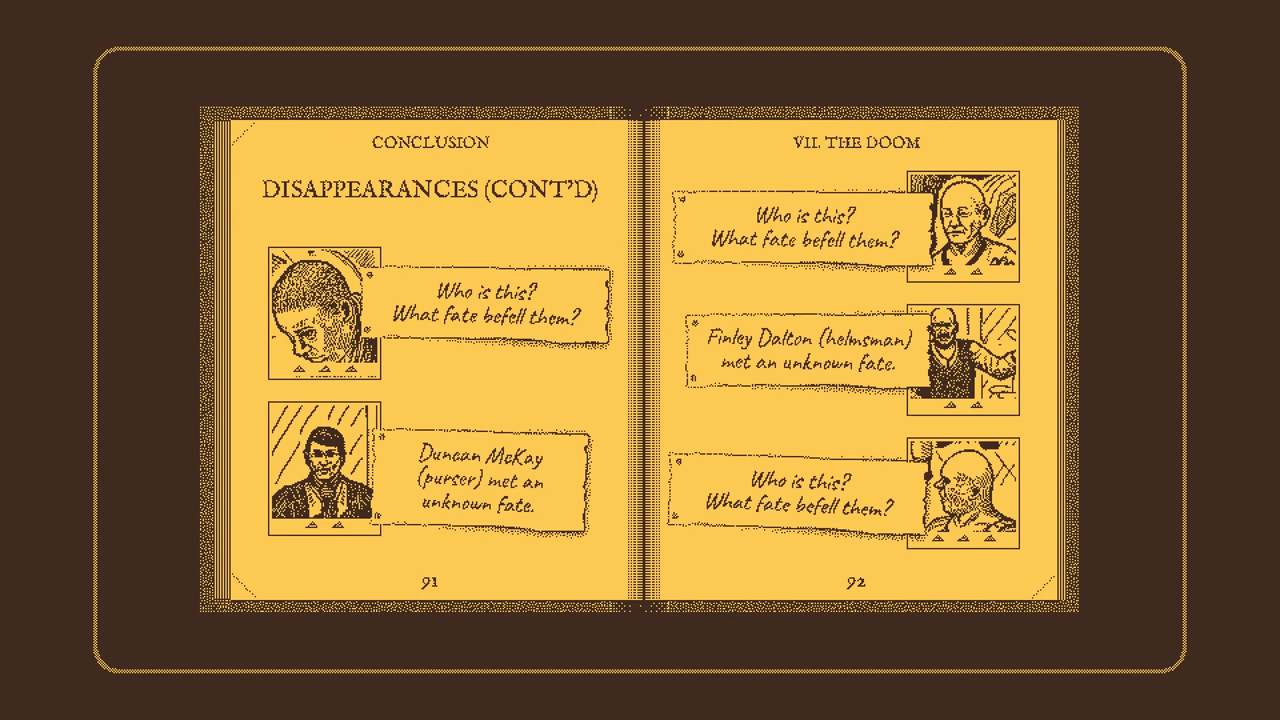 CONCLUSION
DISAPPEARANCES (CONT'D)
Who is this?
What fate befell them?
Duncan McKay
(purser) met an
unknown fate.
91
VII. THE DOOM
Who is this?
What fate befell them?
Finley Dalton (helmsman)
met an unknown fate.
Who is this?
What fate befell them?
92